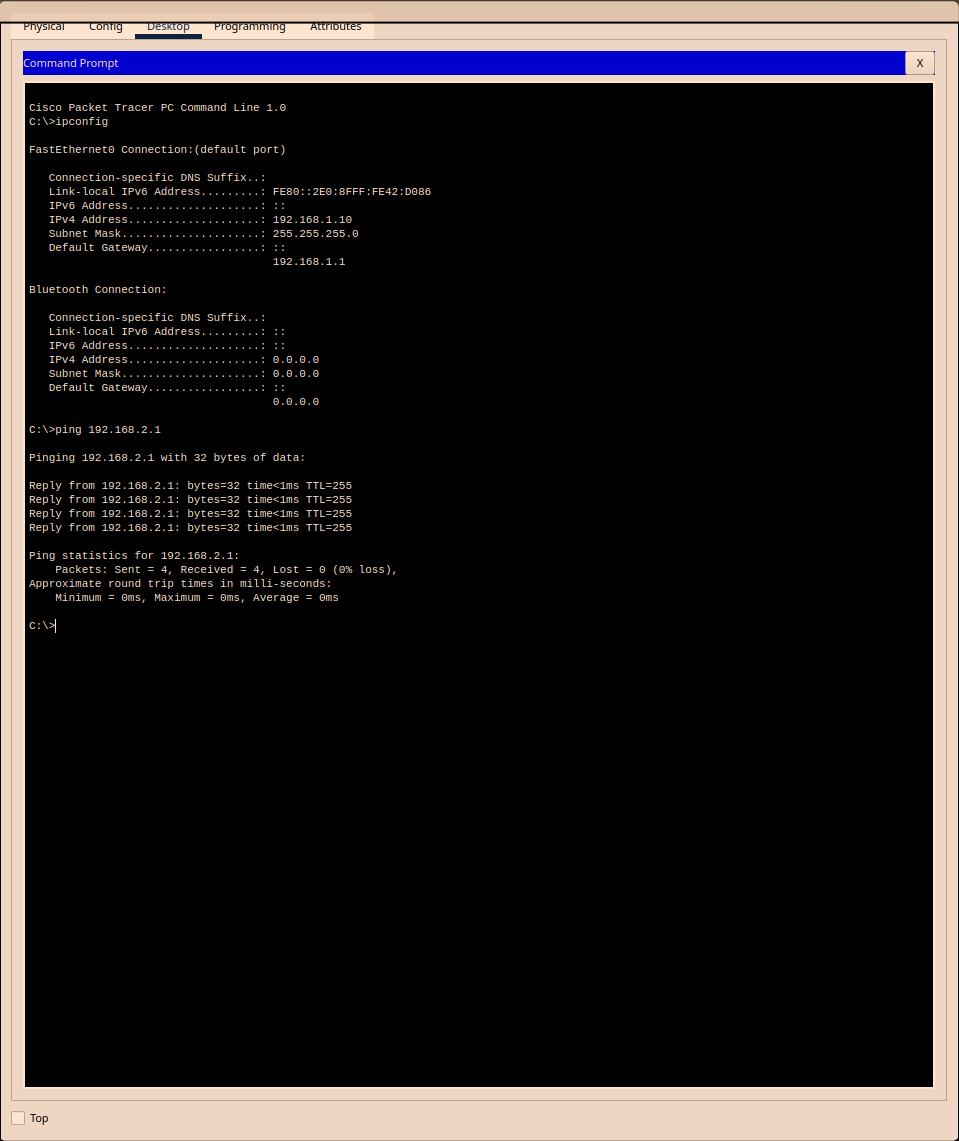 Physical Config Desktop Programming Attributes
Command Prompt X
Cisco Packet Tracer PC Command Line 1.0
C:\>ipconfig
FastEthernet0 Connection:(default port)
Connection-specific DNS Suffix..:
Link-local IPv6 Address.........: FE80::2E0:8FFF:FE42:D086
IPv6 Address....................: ::
IPv4 Address....................: 192.168.1.10
Subnet Mask.....................: 255.255.255.0
Default Gateway.................: ::
192.168.1.1
Bluetooth Connection:
Connection-specific DNS Suffix..:
Link-local IPv6 Address.........: ::
IPv6 Address....................: ::
IPv4 Address....................: 0.0.0.0
Subnet Mask.....................: 0.0.0.0
Default Gateway.................: ::
0.0.0.0
C:\>ping 192.168.2.1
Pinging 192.168.2.1 with 32 bytes of data:
Reply from 192.168.2.1: bytes=32 time<1ms TTL=255
Reply from 192.168.2.1: bytes=32 time<1ms TTL=255
Reply from 192.168.2.1: bytes=32 time<1ms TTL=255
Reply from 192.168.2.1: bytes=32 time<1ms TTL=255
Ping statistics for 192.168.2.1:
Packets: Sent = 4, Received = 4, Lost = 0 (0% loss),
Approximate round trip times in milli-seconds:
Minimum = 0ms, Maximum = 0ms, Average = 0ms
C:\>
Top